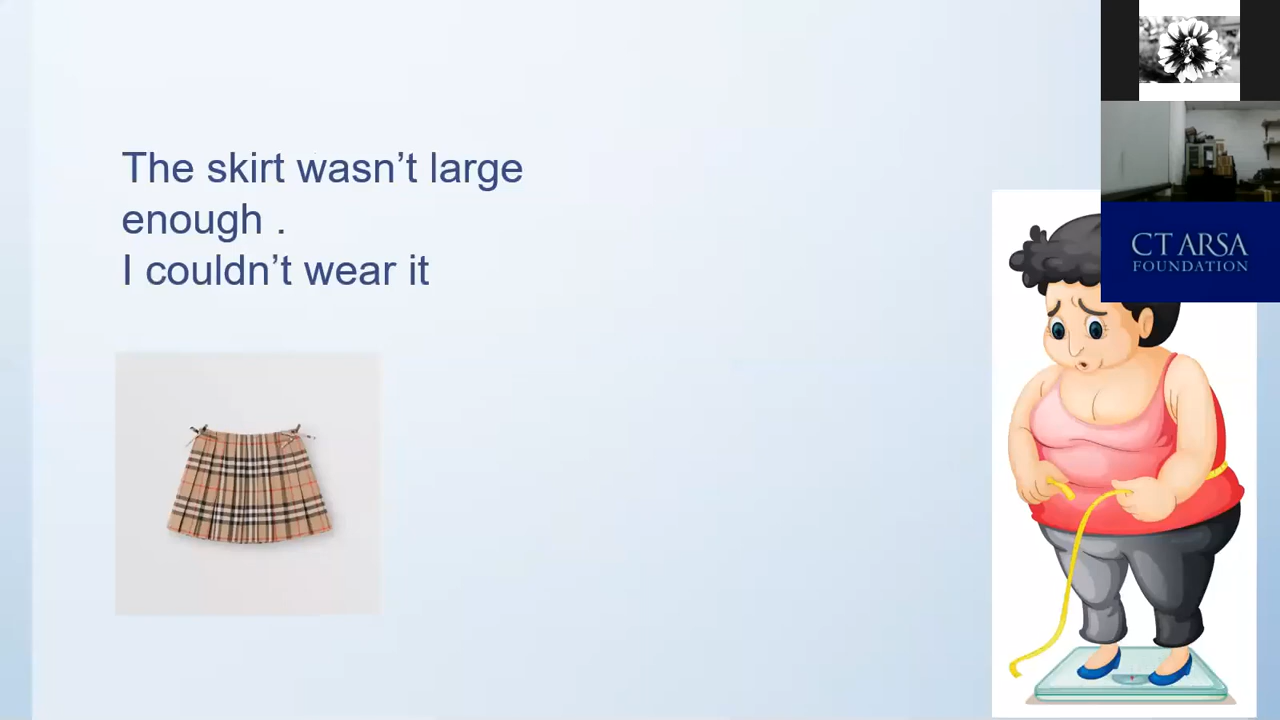 The skirt wasn’t large
enough .
I couldn’t wear it
CT ARSA
FOUNDATION